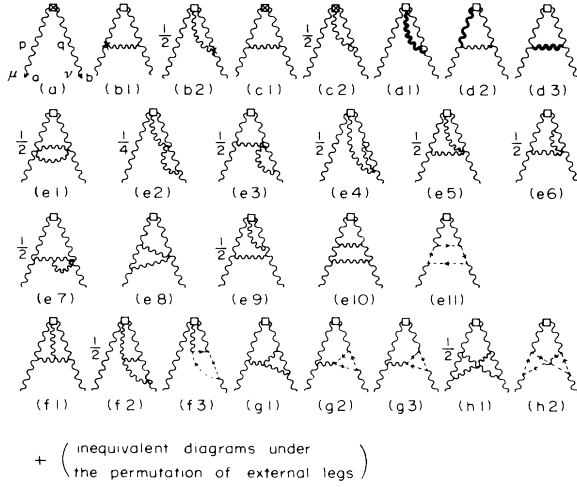 1/2 1/2
p q
μ a ν b
(a) (b1) (b2) (c1) (c2) (d1) (d2) (d3)
1/2 1/4 1/2 1/2 1/2 1/2
(e1) (e2) (e3) (e4) (e5) (e6)
1/2 1/2
(e7) (e8) (e9) (e10) (e11)
1/2 1/2
(f1) (f2) (f3) (g1) (g2) (g3) (h1) (h2)
+ ( inequivalent diagrams under
the permutation of external legs )